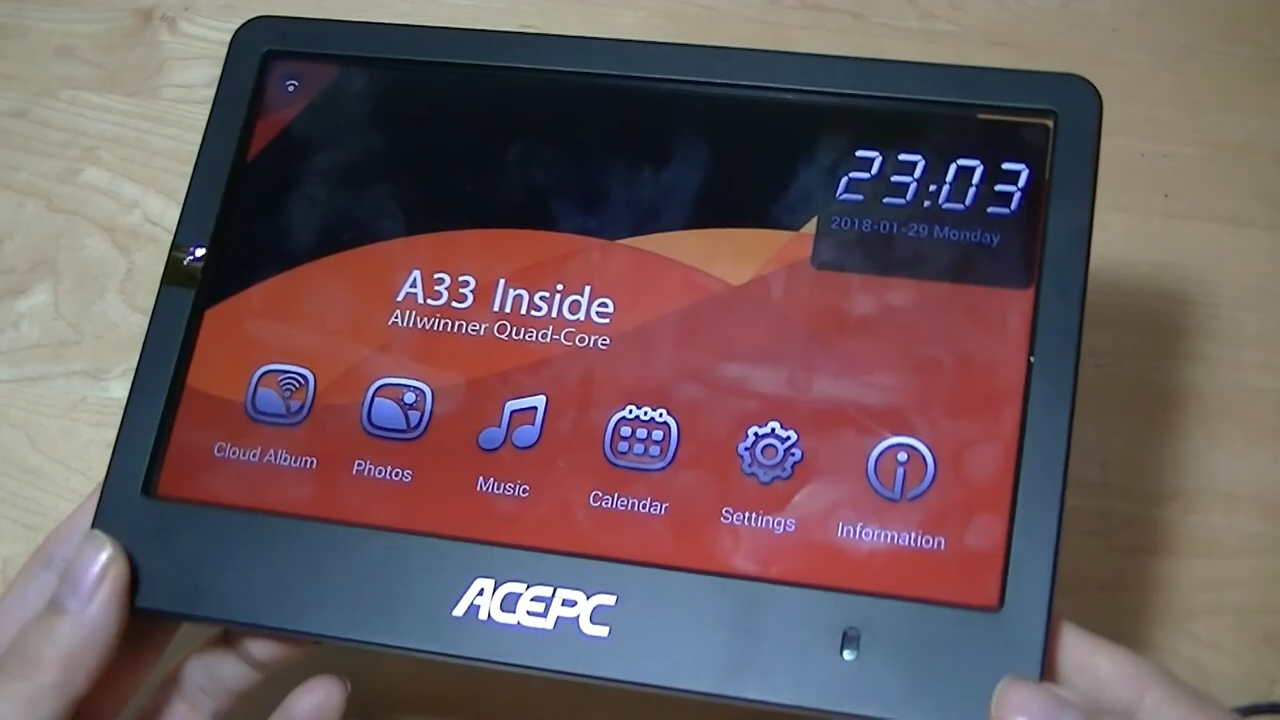 23:03
2018-01-29 Monday
A33 Inside
Allwinner Quad-Core
Cloud Album
Photos
Music
Calendar
Settings
Information
ACEPC